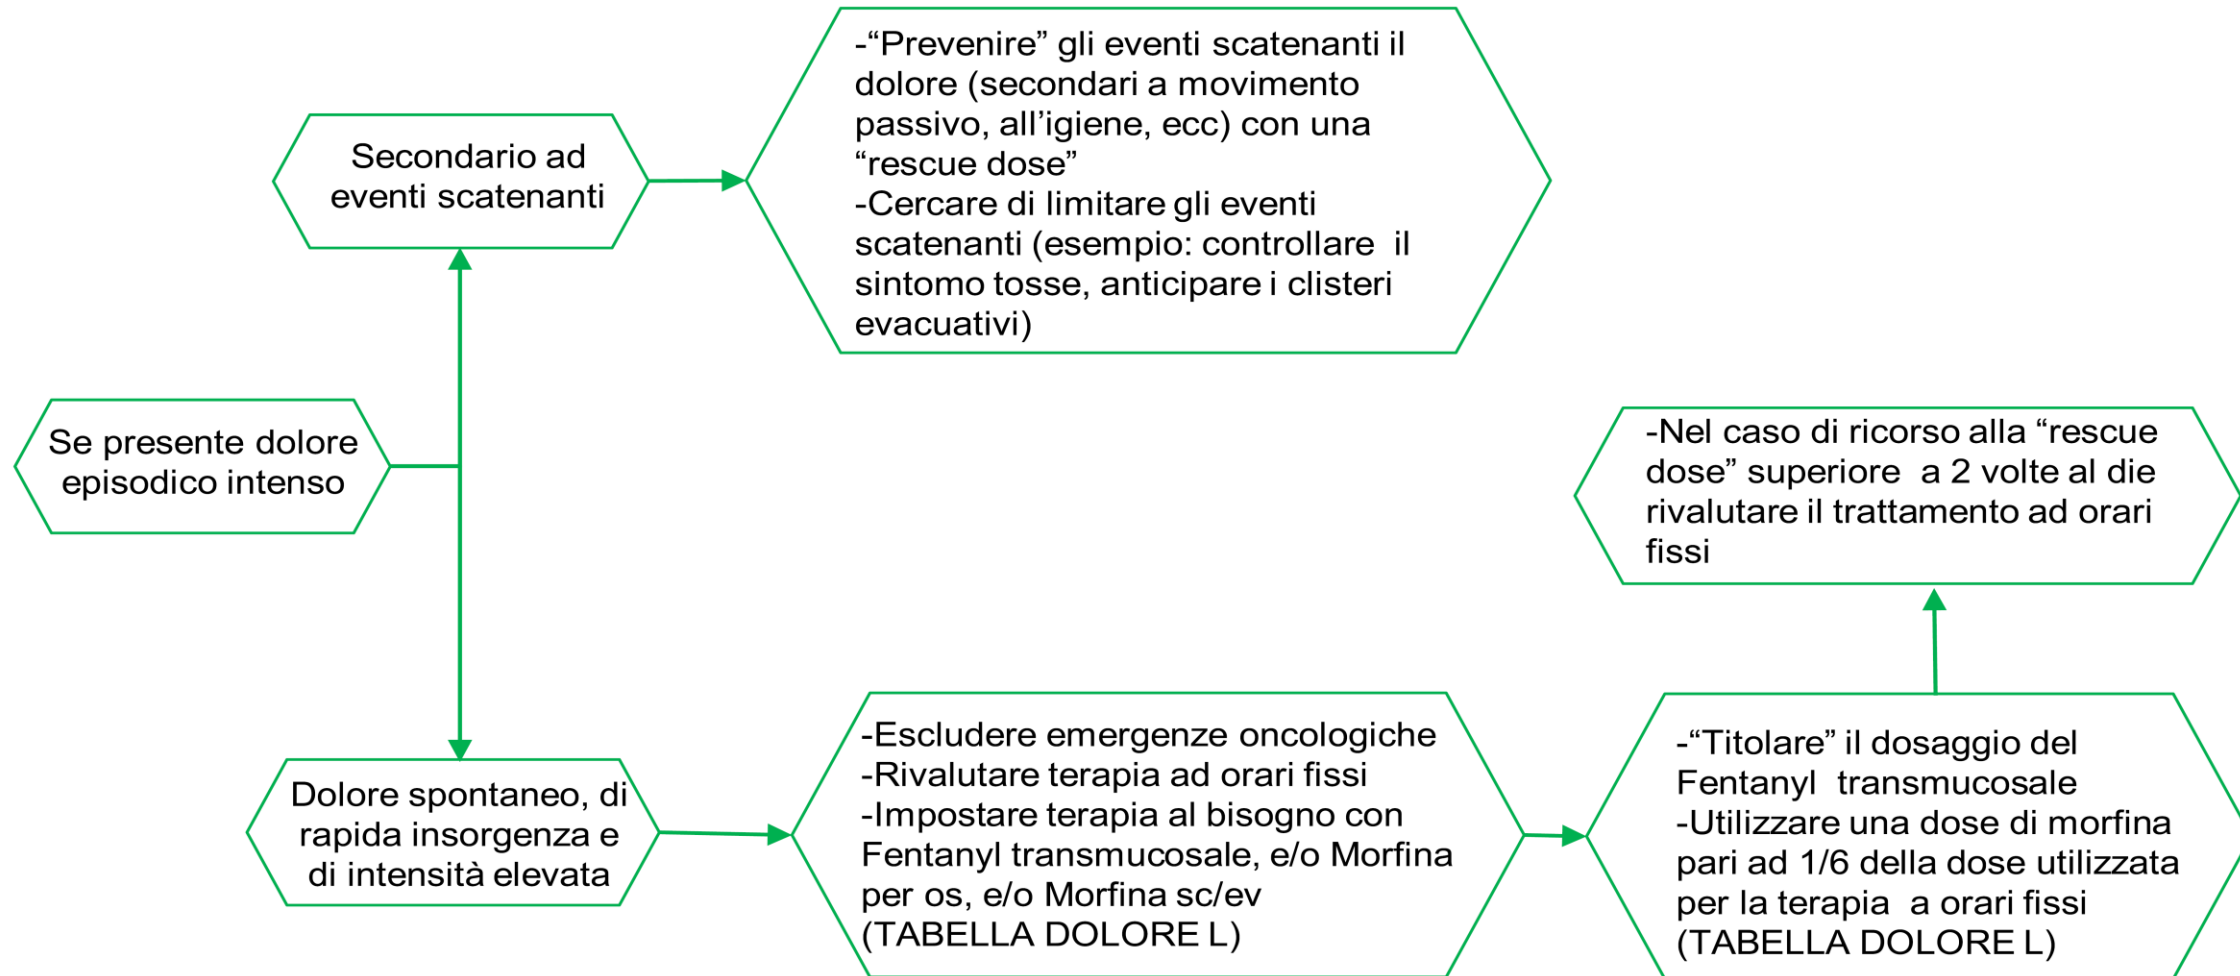 -“Prevenire” gli eventi scatenanti il
dolore (secondari a movimento
passivo, all’igiene, ecc) con una
“rescue dose”
-Cercare di limitare gli eventi
scatenanti (esempio: controllare  il
sintomo tosse, anticipare i clisteri
evacuativi)
Secondario ad
eventi scatenanti
Se presente dolore
episodico intenso
-Nel caso di ricorso alla “rescue
dose” superiore  a 2 volte al die
rivalutare il trattamento ad orari
fissi
Dolore spontaneo, di
rapida insorgenza e
di intensità elevata
-Escludere emergenze oncologiche
-Rivalutare terapia ad orari fissi
-Impostare terapia al bisogno con
Fentanyl transmucosale, e/o Morfina
per os, e/o Morfina sc/ev
(TABELLA DOLORE L)
-“Titolare” il dosaggio del
Fentanyl  transmucosale
-Utilizzare una dose di morfina
pari ad 1/6 della dose utilizzata
per la terapia  a orari fissi
(TABELLA DOLORE L)